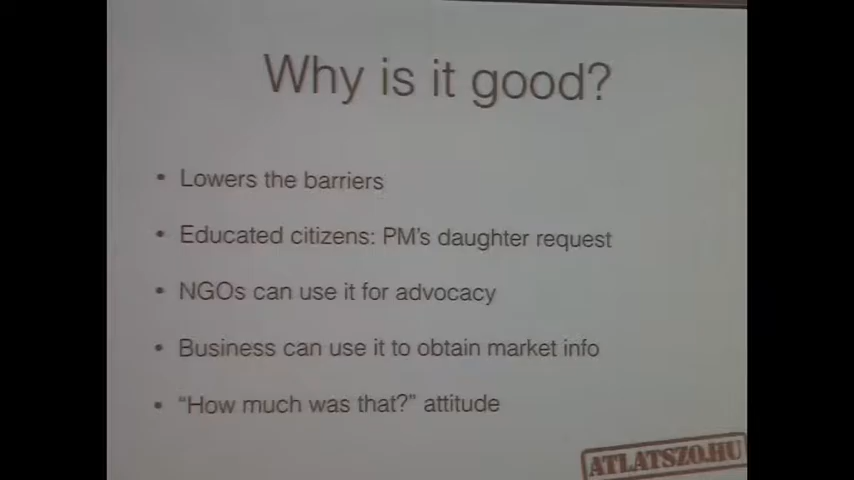 Why is it good?
• Lowers the barriers
• Educated citizens: PM's daughter request
• NGOs can use it for advocacy
• Business can use it to obtain market info
• "How much was that?" attitude
ATLATSZO.HU